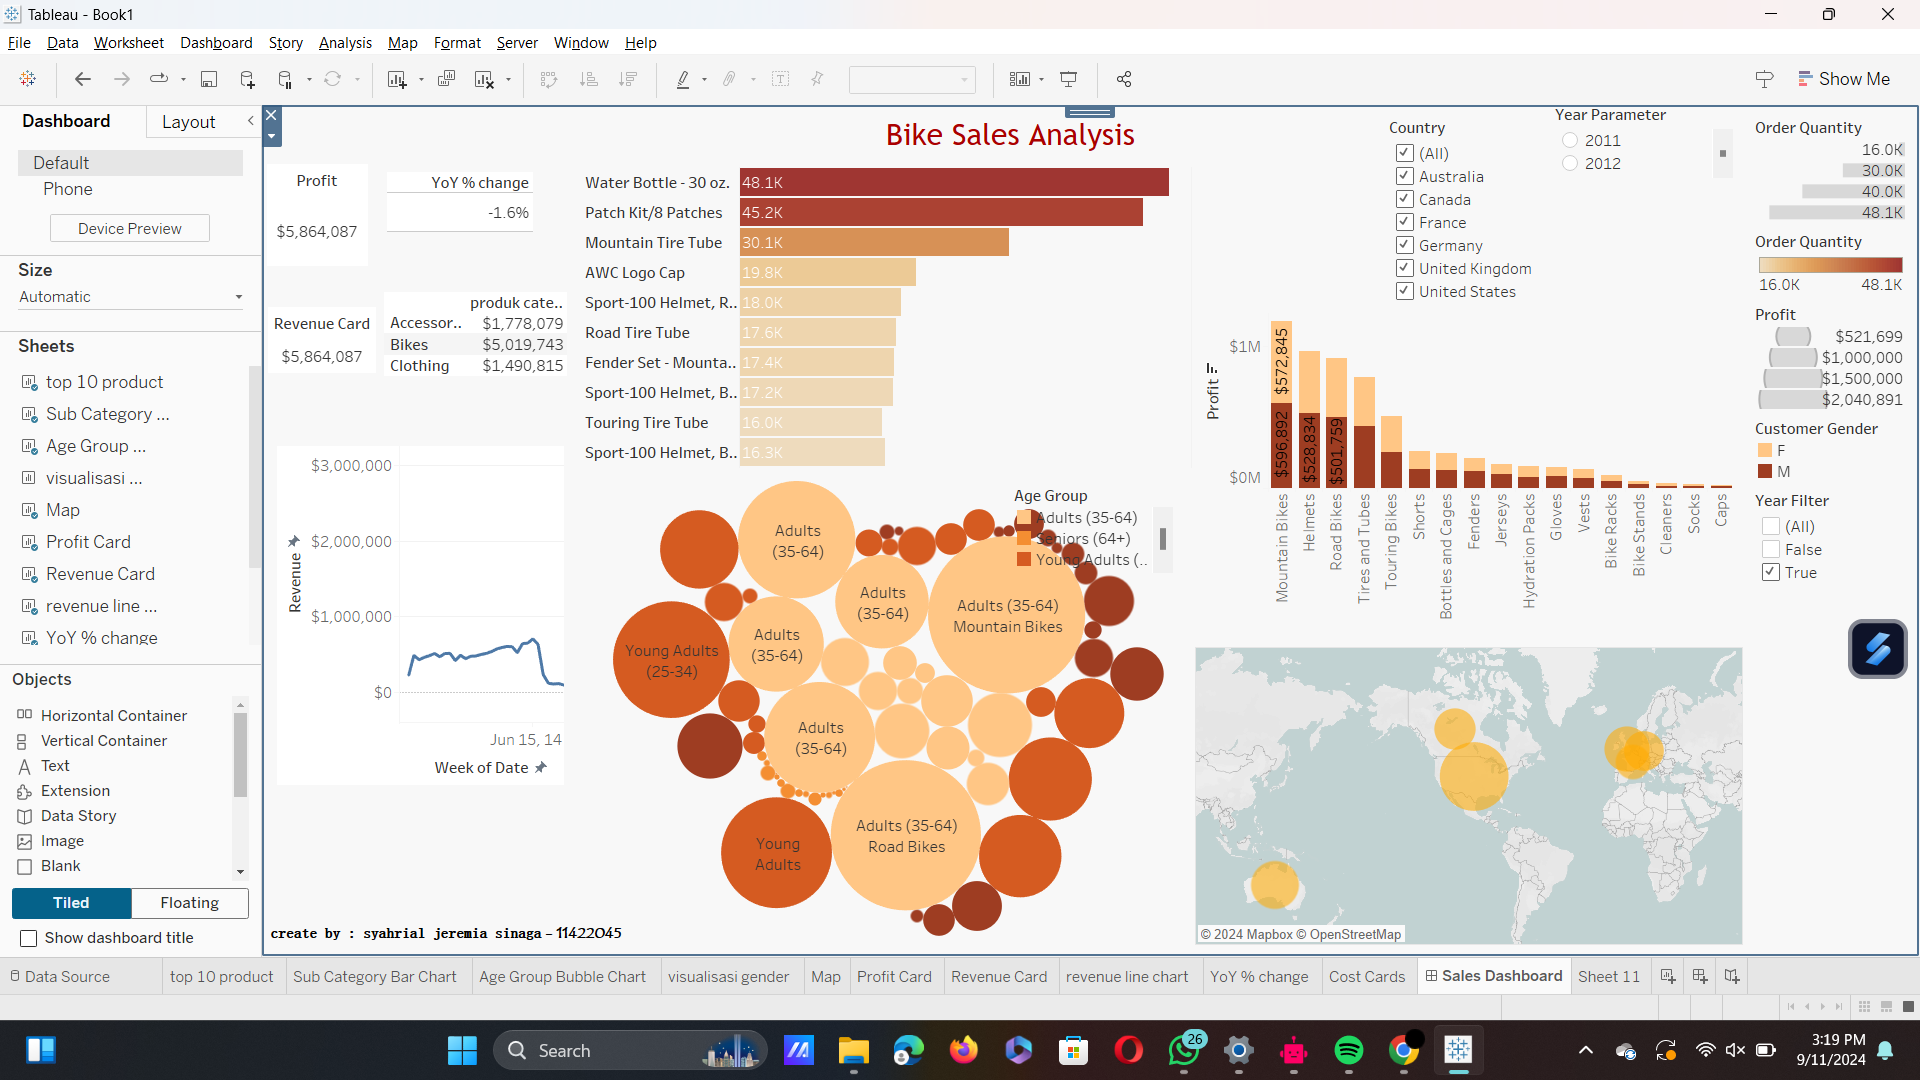 Tableau - Book1
File Data Worksheet Dashboard Story Analysis Map Format Server Window Help
Show Me
Dashboard
Layout
Default
Phone
Device Preview
Size
Automatic
Sheets
top 10 product
Sub Category ...
Age Group ...
visualisasi ...
Map
Profit Card
Revenue Card
revenue line ...
YoY % change
Objects
Horizontal Container
Vertical Container
Text
Extension
Data Story
Image
Blank
Tiled
Floating
Show dashboard title
Bike Sales Analysis
Profit
$5,864,087
YoY % change
-1.6%
Revenue Card
$5,864,087
produk cate..
Accessor.. $1,778,079
Bikes $5,019,743
Clothing $1,490,815
Water Bottle - 30 oz. 48.1K
Patch Kit/8 Patches 45.2K
Mountain Tire Tube 30.1K
AWC Logo Cap 19.8K
Sport-100 Helmet, R.. 18.0K
Road Tire Tube 17.6K
Fender Set - Mounta.. 17.4K
Sport-100 Helmet, B.. 17.2K
Touring Tire Tube 16.0K
Sport-100 Helmet, B.. 16.3K
Revenue
$3,000,000
$2,000,000
$1,000,000
$0
Jun 15, 14
Week of Date
Adults
(35-64)
Adults
(35-64)
Adults (35-64)
Mountain Bikes
Adults
(35-64)
Young Adults
(25-34)
Adults
(35-64)
Adults (35-64)
Road Bikes
Young
Adults
Age Group
Adults (35-64)
Seniors (64+)
Young Adults (..
create by : syahrial jeremia sinaga - 11422045
Country
(All)
Australia
Canada
France
Germany
United Kingdom
United States
Year Parameter
2011
2012
Profit
$1M
$0M
$572,845
$596,892
$528,834
$501,759
Mountain Bikes
Helmets
Road Bikes
Tires and Tubes
Touring Bikes
Shorts
Bottles and Cages
Fenders
Jerseys
Hydration Packs
Gloves
Vests
Bike Racks
Bike Stands
Cleaners
Socks
Caps
© 2024 Mapbox © OpenStreetMap
Order Quantity
16.0K
30.0K
40.0K
48.1K
Order Quantity
16.0K 48.1K
Profit
$521,699
$1,000,000
$1,500,000
$2,040,891
Customer Gender
F
M
Year Filter
(All)
False
True
Data Source
top 10 product
Sub Category Bar Chart
Age Group Bubble Chart
visualisasi gender
Map
Profit Card
Revenue Card
revenue line chart
YoY % change
Cost Cards
Sales Dashboard
Sheet 11
Search
26
3:19 PM
9/11/2024